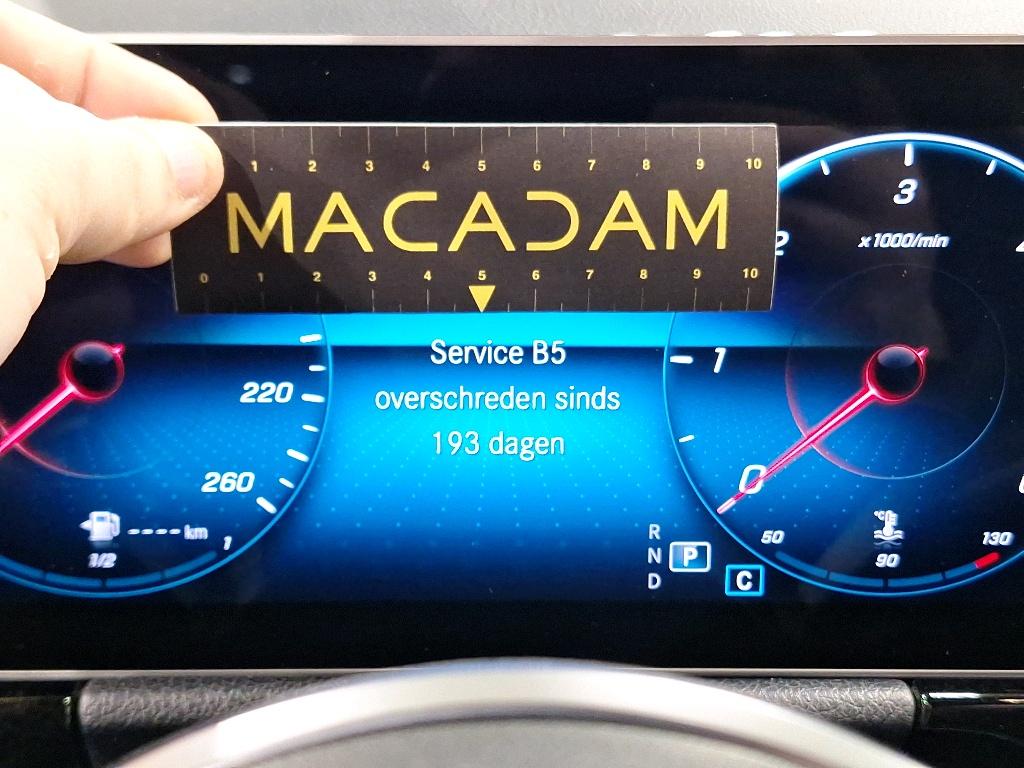 1 2 3 4 5 6 7 8 9 10
MACADAM
0 1 2 3 4 5 6 7 8 9 10
Service B5
overschreden sinds
193 dagen
220
260
---- km
1/2 1
3
2
x1000/min
1
0
R
N P
D C
°C
50 90 130